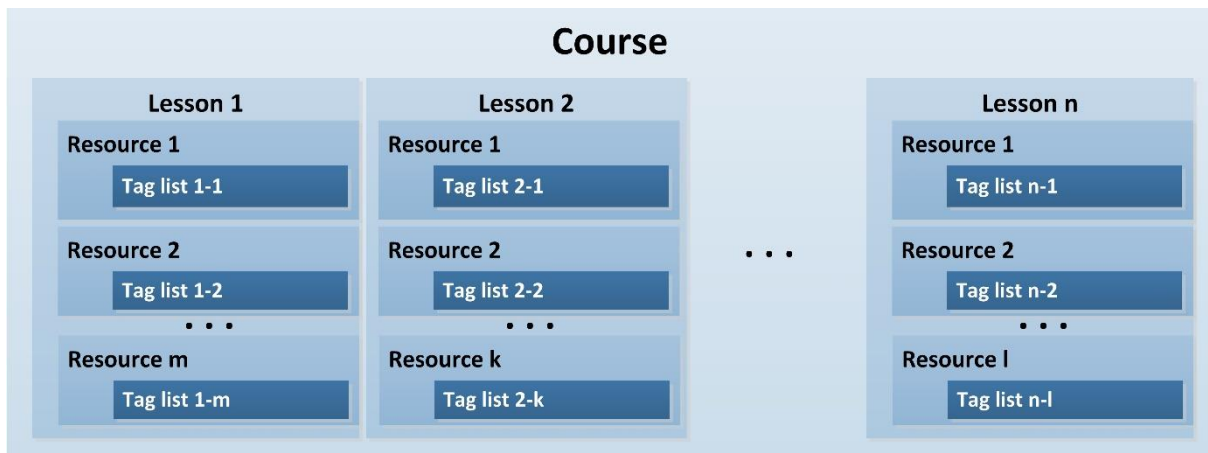 Course
Lesson 1
Resource 1
Tag list 1-1
Resource 2
Tag list 1-2
. . .
Resource m
Tag list 1-m
Lesson 2
Resource 1
Tag list 2-1
Resource 2
Tag list 2-2
. . .
Resource k
Tag list 2-k
. . .
Lesson n
Resource 1
Tag list n-1
Resource 2
Tag list n-2
. . .
Resource l
Tag list n-l